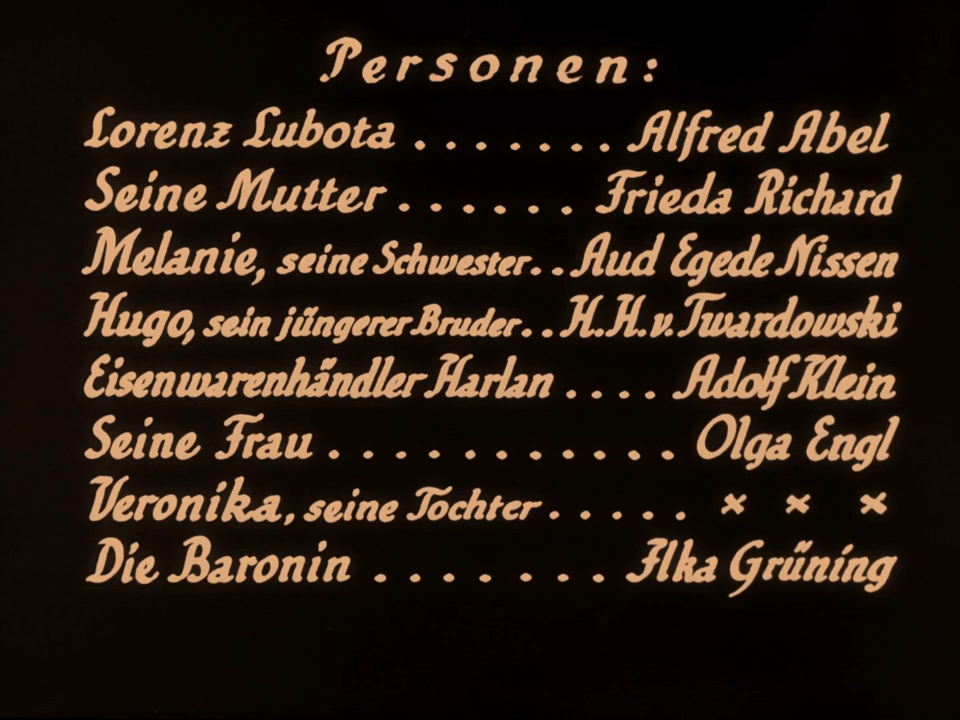 Personen:
Lorenz Lubota . . . . . . . Alfred Abel
Seine Mutter . . . . . . Frieda Richard
Melanie, seine Schwester. . Aud Egede Nissen
Hugo, sein jüngerer Bruder. . H.H.v.Twardowski
Eisenwarenhändler Harlan . . . . Adolf Klein
Seine Frau . . . . . . . . . . . Olga Engl
Veronika, seine Tochter . . . . . × × ×
Die Baronin . . . . . . . Ilka Grüning